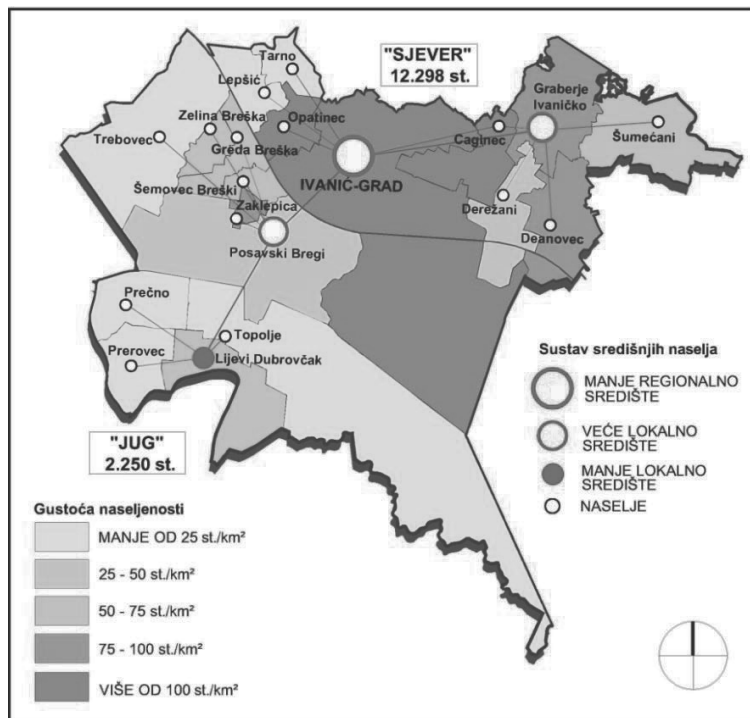 "SJEVER"
12.298 st.
Tarno
Lepšić
Graberje
Ivaničko
Zelina Breška
Opatinec
Trebovec
Greda Breška
Caginec
Šumećani
IVANIĆ-GRAD
Šemovec Breški
Zaklepica
Derežani
Deanovec
Posavski Bregi
Prečno
Topolje
Prerovec
Lijevi Dubrovčak
"JUG"
2.250 st.
Sustav središnjih naselja
MANJE REGIONALNO
SREDIŠTE
VEĆE LOKALNO
SREDIŠTE
MANJE LOKALNO
SREDIŠTE
NASELJE
Gustoća naseljenosti
MANJE OD 25 st./km²
25 - 50 st./km²
50 - 75 st./km²
75 - 100 st./km²
VIŠE OD 100 st./km²